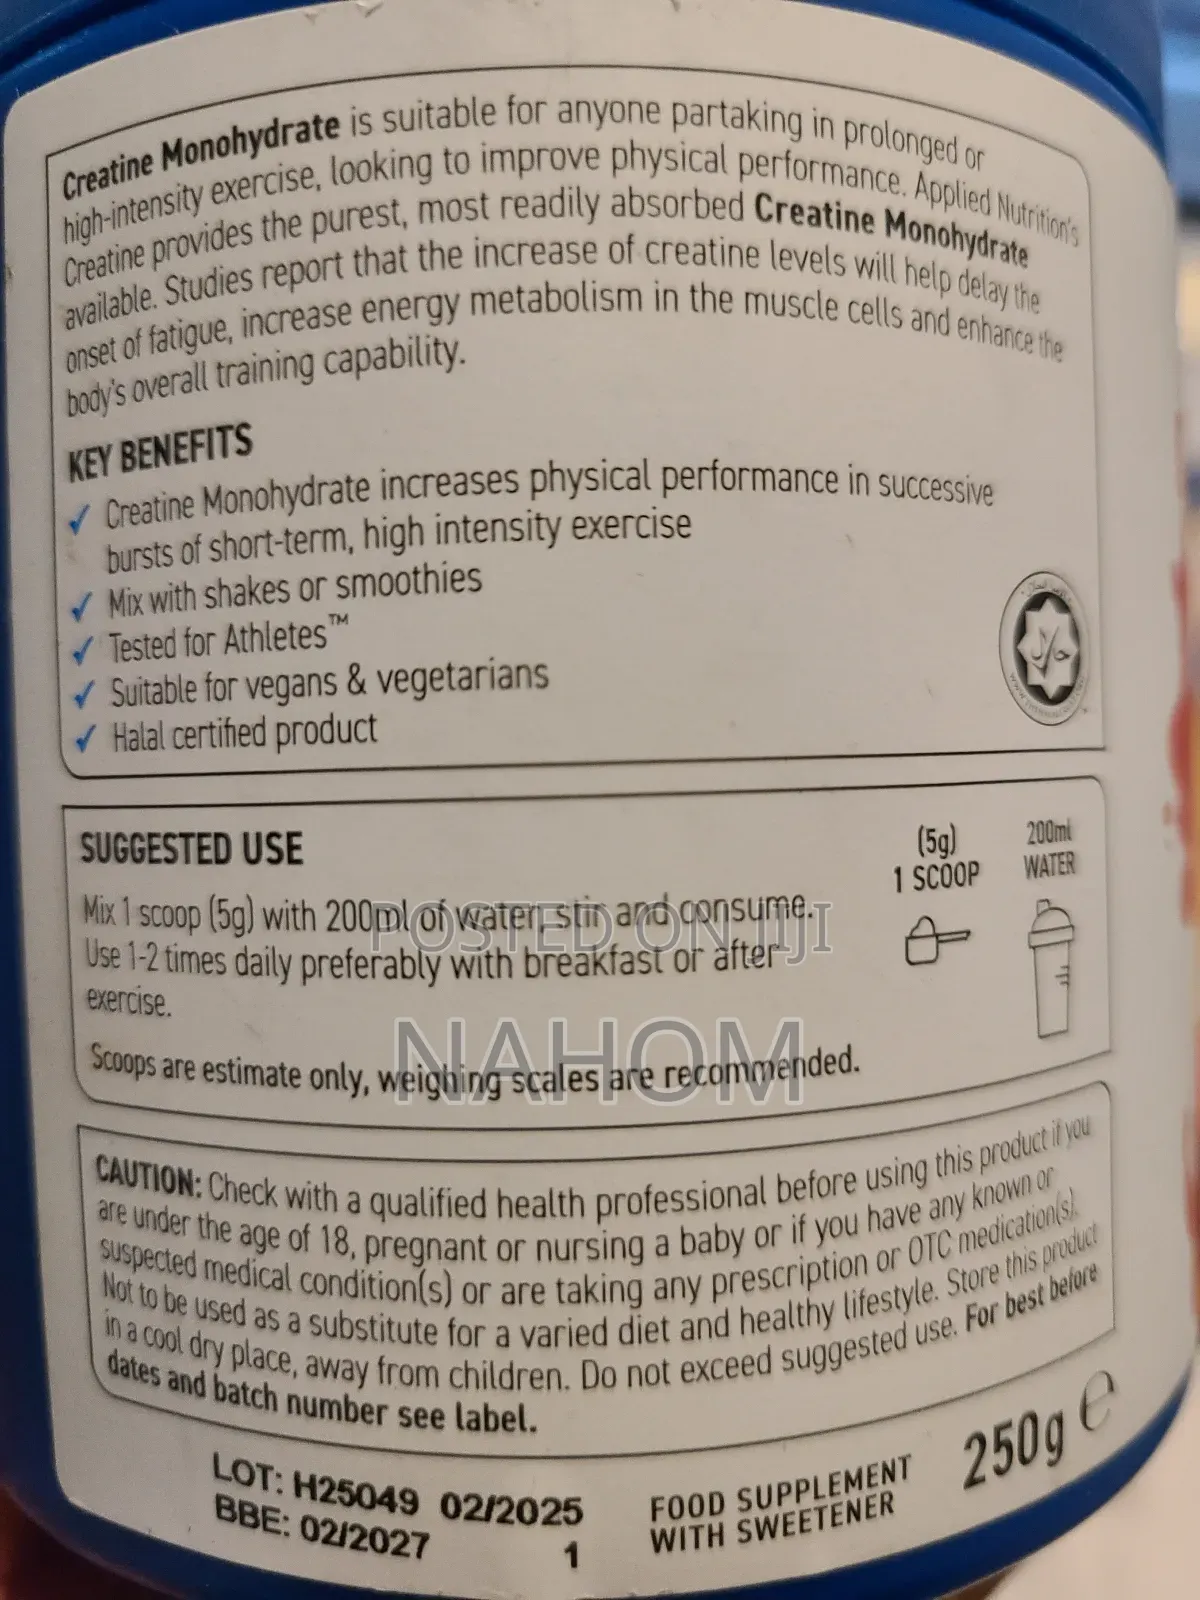 Creatine Monohydrate is suitable for anyone partaking in prolonged or
high-intensity exercise, looking to improve physical performance. Applied Nutrition's
Creatine provides the purest, most readily absorbed Creatine Monohydrate
available. Studies report that the increase of creatine levels will help delay the
onset of fatigue, increase energy metabolism in the muscle cells and enhance the
body's overall training capability.
KEY BENEFITS
✓ Creatine Monohydrate increases physical performance in successive
bursts of short-term, high intensity exercise
✓ Mix with shakes or smoothies
✓ Tested for Athletes™
✓ Suitable for vegans & vegetarians
✓ Halal certified product
حلال
SUGGESTED USE
Mix 1 scoop (5g) with 200ml of water, stir and consume.
Use 1-2 times daily preferably with breakfast or after
exercise.
Scoops are estimate only, weighing scales are recommended.
(5g)
1 SCOOP
200ml
WATER
POSTED ON JIJI
NAHOM
CAUTION: Check with a qualified health professional before using this product if you
are under the age of 18, pregnant or nursing a baby or if you have any known or
suspected medical condition(s) or are taking any prescription or OTC medication(s).
Not to be used as a substitute for a varied diet and healthy lifestyle. Store this product
in a cool dry place, away from children. Do not exceed suggested use. For best before
dates and batch number see label.
LOT: H25049 02/2025
BBE: 02/2027 1
FOOD SUPPLEMENT
WITH SWEETENER
250g e